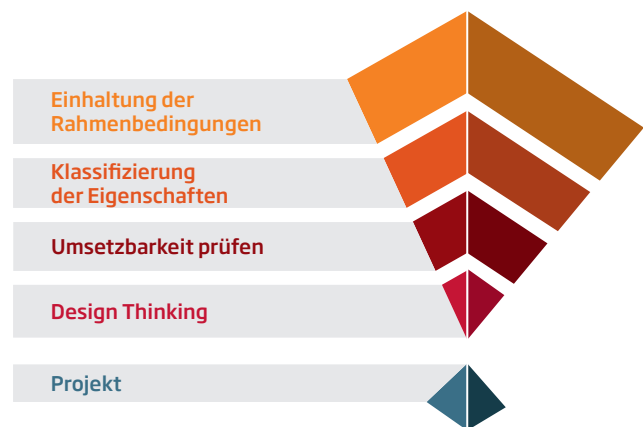 Einhaltung der
Rahmenbedingungen
Klassifizierung
der Eigenschaften
Umsetzbarkeit prüfen
Design Thinking
Projekt